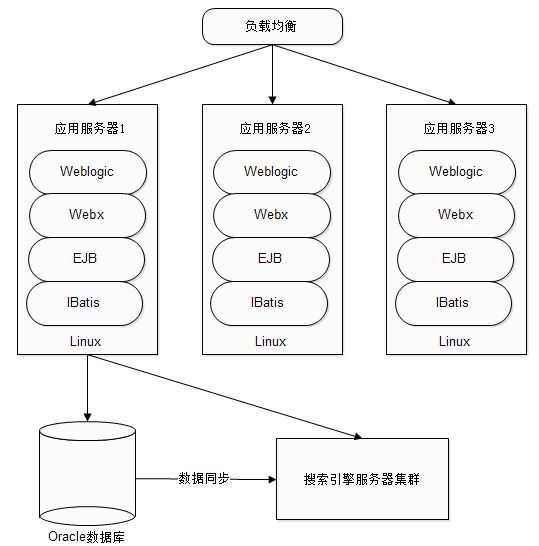 负载均衡
应用服务器1
Weblogic
Webx
EJB
IBatis
Linux
应用服务器2
Weblogic
Webx
EJB
IBatis
Linux
应用服务器3
Weblogic
Webx
EJB
IBatis
Linux
数据同步
搜索引擎服务器集群
Oracle数据库